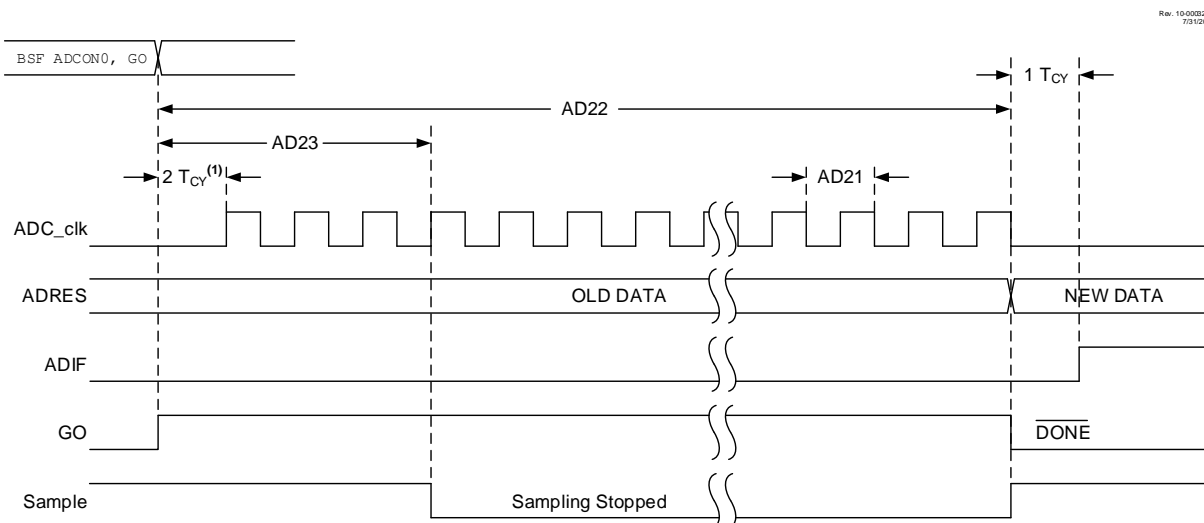 Rev. 10-00032
7/31/20
BSF ADCON0, GO
1 TCY
AD22
AD23
2 TCY(1)
AD21
ADC_clk
ADRES
OLD DATA
NEW DATA
ADIF
GO
DONE
Sample
Sampling Stopped